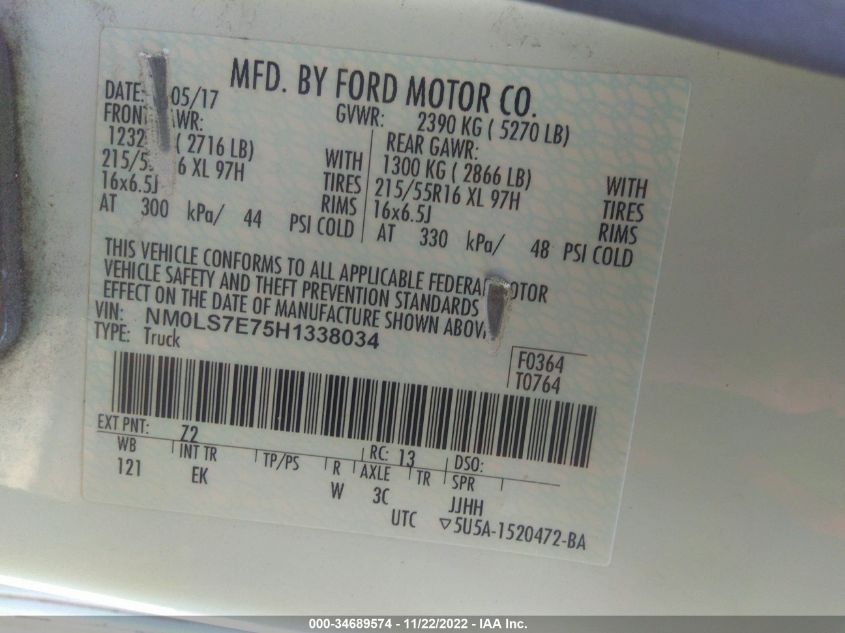 MFD. BY FORD MOTOR CO.
DATE: 05/17 GVWR: 2390 KG ( 5270 LB)
FRONT AWR: REAR GAWR:
1232 ( 2716 LB) WITH 1300 KG ( 2866 LB) WITH
215/5 6 XL 97H TIRES 215/55R16 XL 97H TIRES
16x6.5J RIMS 16x6.5J RIMS
AT 300 kPa/ 44 PSI COLD AT 330 kPa/ 48 PSI COLD
THIS VEHICLE CONFORMS TO ALL APPLICABLE FEDERA OTOR
VEHICLE SAFETY AND THEFT PREVENTION STANDARDS
EFFECT ON THE DATE OF MANUFACTURE SHOWN ABOV
VIN: NM0LS7E75H1338034
TYPE: Truck
F0364
T0764
EXT PNT: Z2 RC: 13 DSO:
WB INT TR TP/PS R AXLE TR SPR
121 EK W 3C JJHH
UTC ▽5U5A-1520472-BA
000-34689574 - 11/22/2022 - IAA Inc.